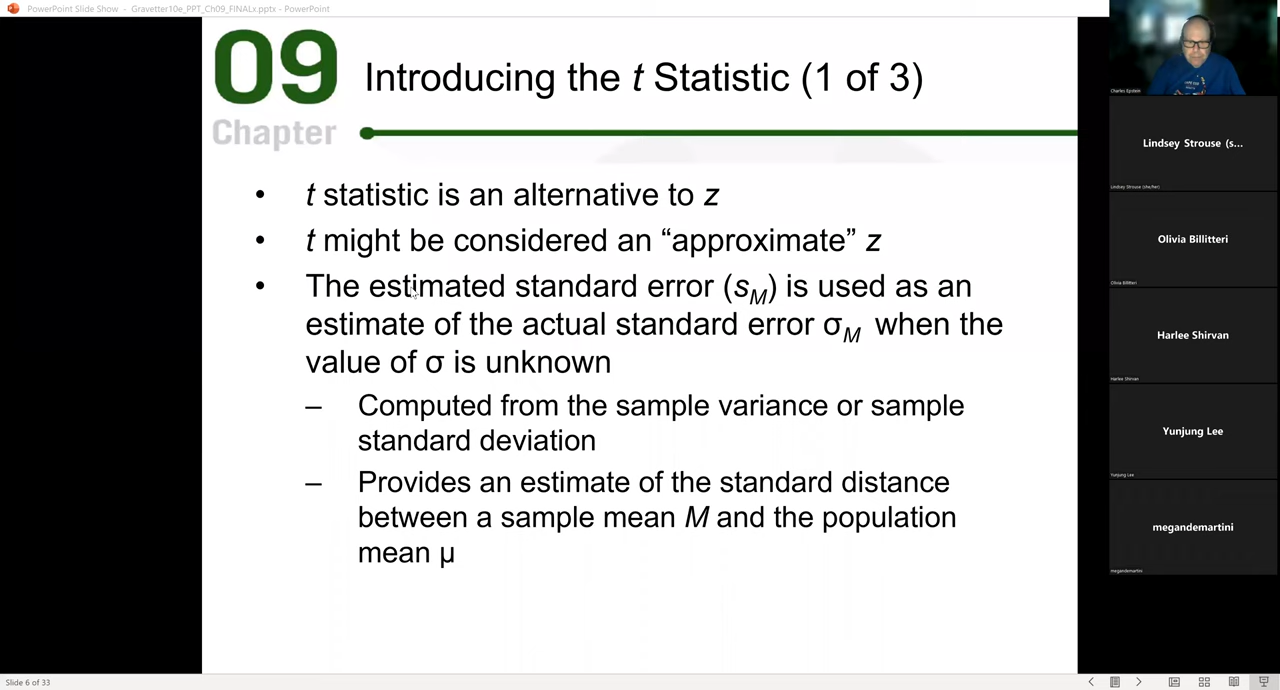 PowerPoint Slide Show - Gravetter10e_PPT_Ch09_FINALx.pptx - PowerPoint
09
Chapter
Introducing the t Statistic (1 of 3)
• t statistic is an alternative to z
• t might be considered an “approximate” z
• The estimated standard error (sM) is used as an
estimate of the actual standard error σM when the
value of σ is unknown
– Computed from the sample variance or sample
standard deviation
– Provides an estimate of the standard distance
between a sample mean M and the population
mean μ
Charles Epstein
Lindsey Strouse (s...
Lindsey Strouse (she/her)
Olivia Billitteri
Olivia Billitteri
Harlee Shirvan
Harlee Shirvan
Yunjung Lee
Yunjung Lee
megandemartini
megandemartini
Slide 6 of 33